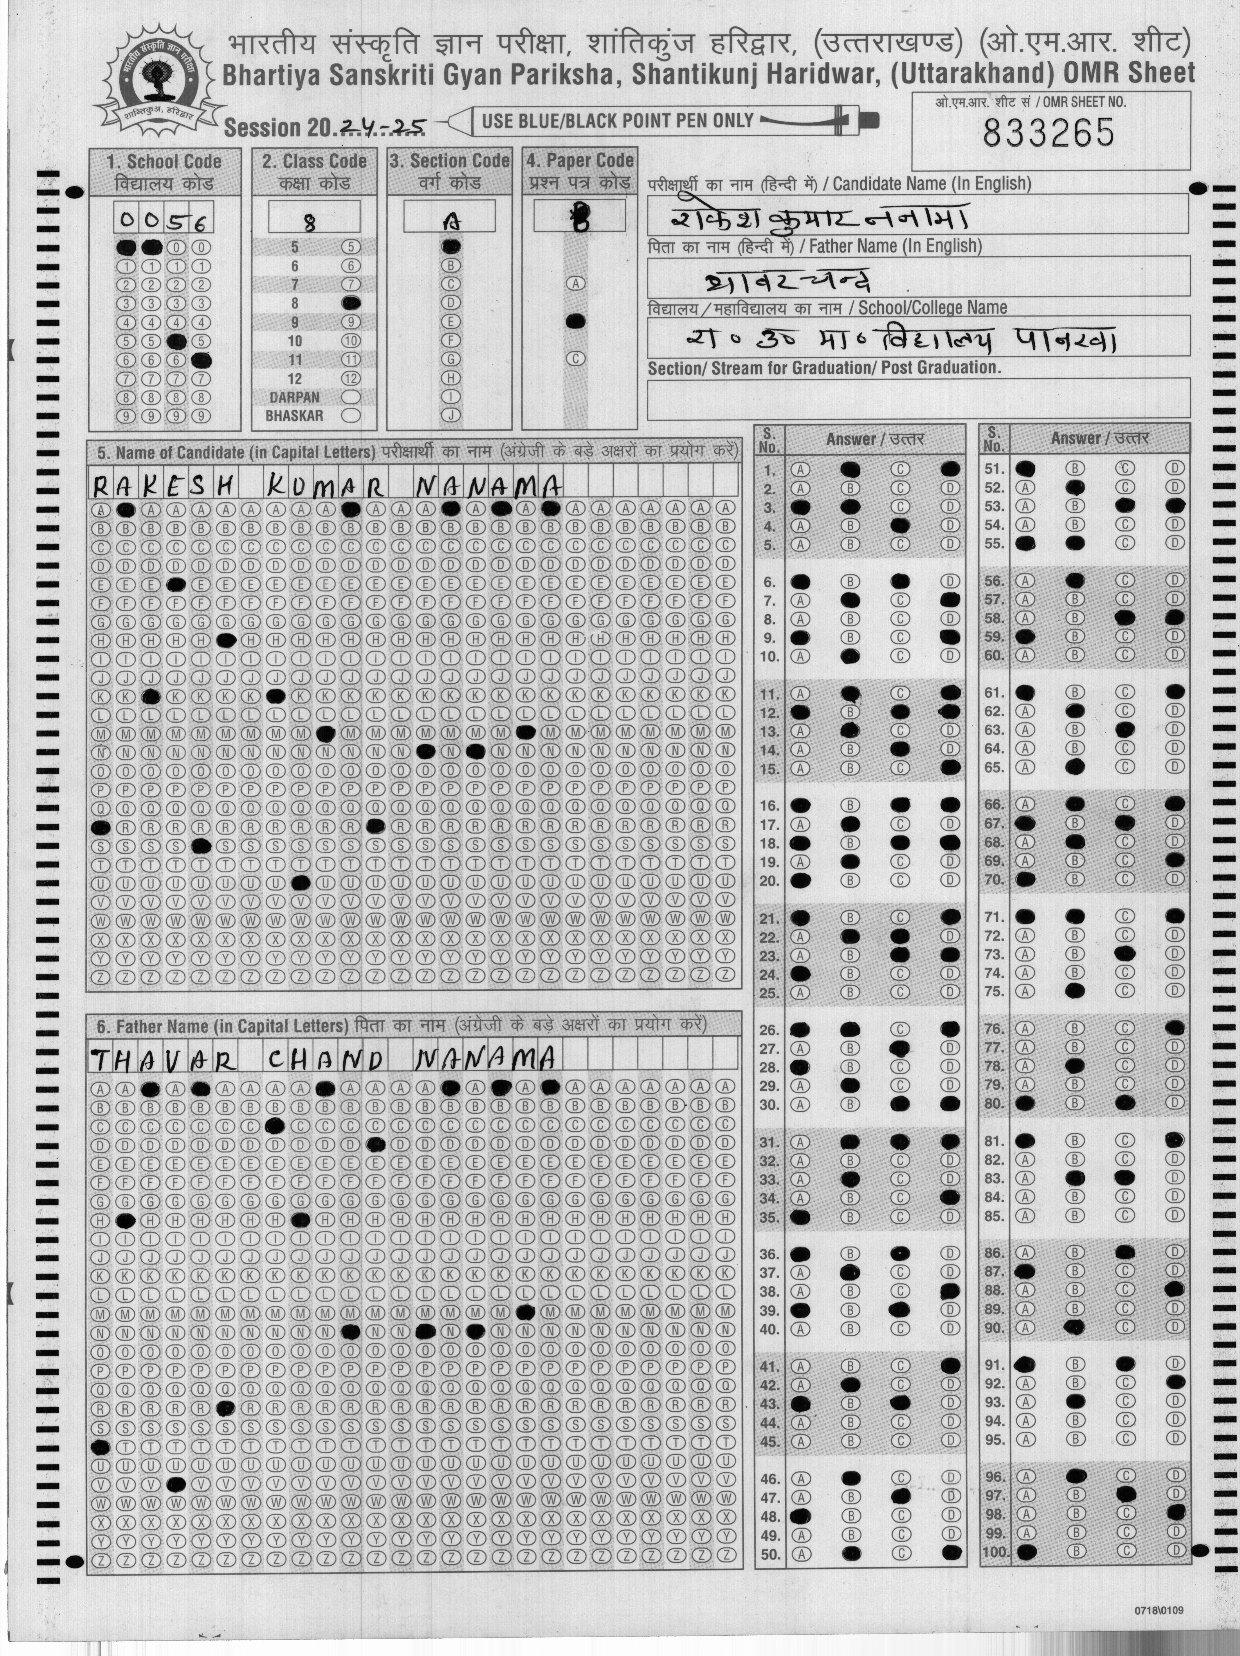 भारतीय संस्कृति ज्ञान परीक्षा, शांतिकुंज हरिद्वार, (उत्तराखण्ड) (ओ.एम.आर. शीट)
Bhartiya Sanskriti Gyan Pariksha, Shantikunj Haridwar, (Uttarakhand) OMR Sheet
Session 20 24-25 USE BLUE/BLACK POINT PEN ONLY
ओ.एम.आर. शीट सं / OMR SHEET NO.
833265
1. School Code
विद्यालय कोड
0056
2. Class Code
कक्षा कोड
8
5
6
7
8
9
10
11
12
DARPAN
BHASKAR
3. Section Code
वर्ग कोड
A
4. Paper Code
प्रश्न पत्र कोड
B
परीक्षार्थी का नाम (हिन्दी में) / Candidate Name (In English)
राकेश कुमार ननामा
पिता का नाम (हिन्दी में) / Father Name (In English)
थावरचन्द
विद्यालय/महाविद्यालय का नाम / School/College Name
रा० उ० मा० विद्यालय पानरवा
Section/ Stream for Graduation/ Post Graduation.
5. Name of Candidate (in Capital Letters) परीक्षार्थी का नाम (अंग्रेजी के बड़े अक्षरों का प्रयोग करें)
RAKESH KUMAR NANAMA
6. Father Name (in Capital Letters) पिता का नाम (अंग्रेजी के बड़े अक्षरों का प्रयोग करें)
THAVAR CHAND NANAMA
S. No. Answer / उत्तर
S. No. Answer / उत्तर
0718\0109